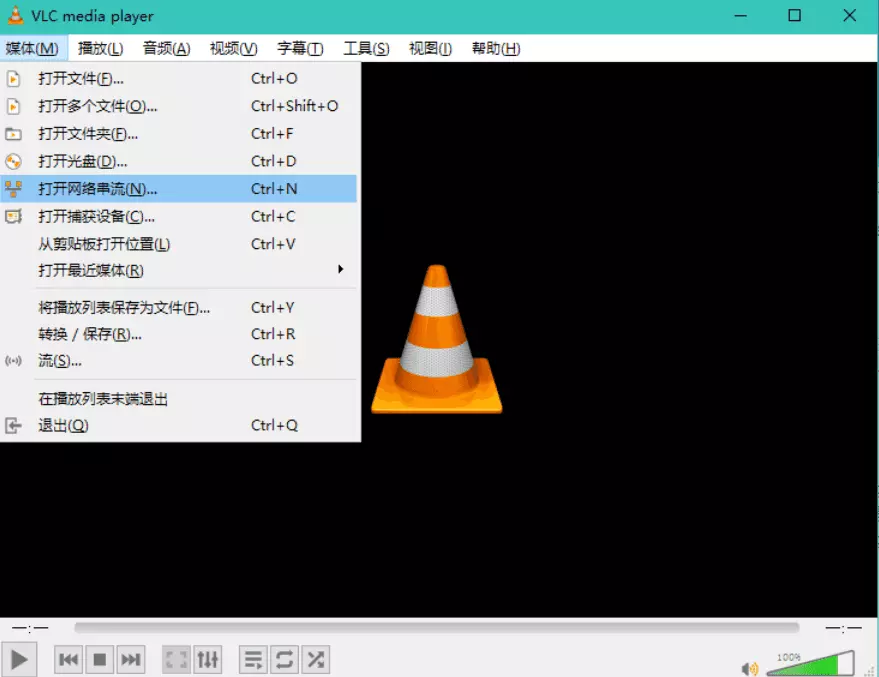 VLC media player
媒体(M) 播放(L) 音频(A) 视频(V) 字幕(T) 工具(S) 视图(I) 帮助(H)
打开文件(F)... Ctrl+O
打开多个文件(O)... Ctrl+Shift+O
打开文件夹(F)... Ctrl+F
打开光盘(D)... Ctrl+D
打开网络串流(N)... Ctrl+N
打开捕获设备(C)... Ctrl+C
从剪贴板打开位置(L) Ctrl+V
打开最近媒体(R)
将播放列表保存为文件(F)... Ctrl+Y
转换 / 保存(R)... Ctrl+R
流(S)... Ctrl+S
在播放列表末端退出
退出(Q) Ctrl+Q
--:-- --:--
100%